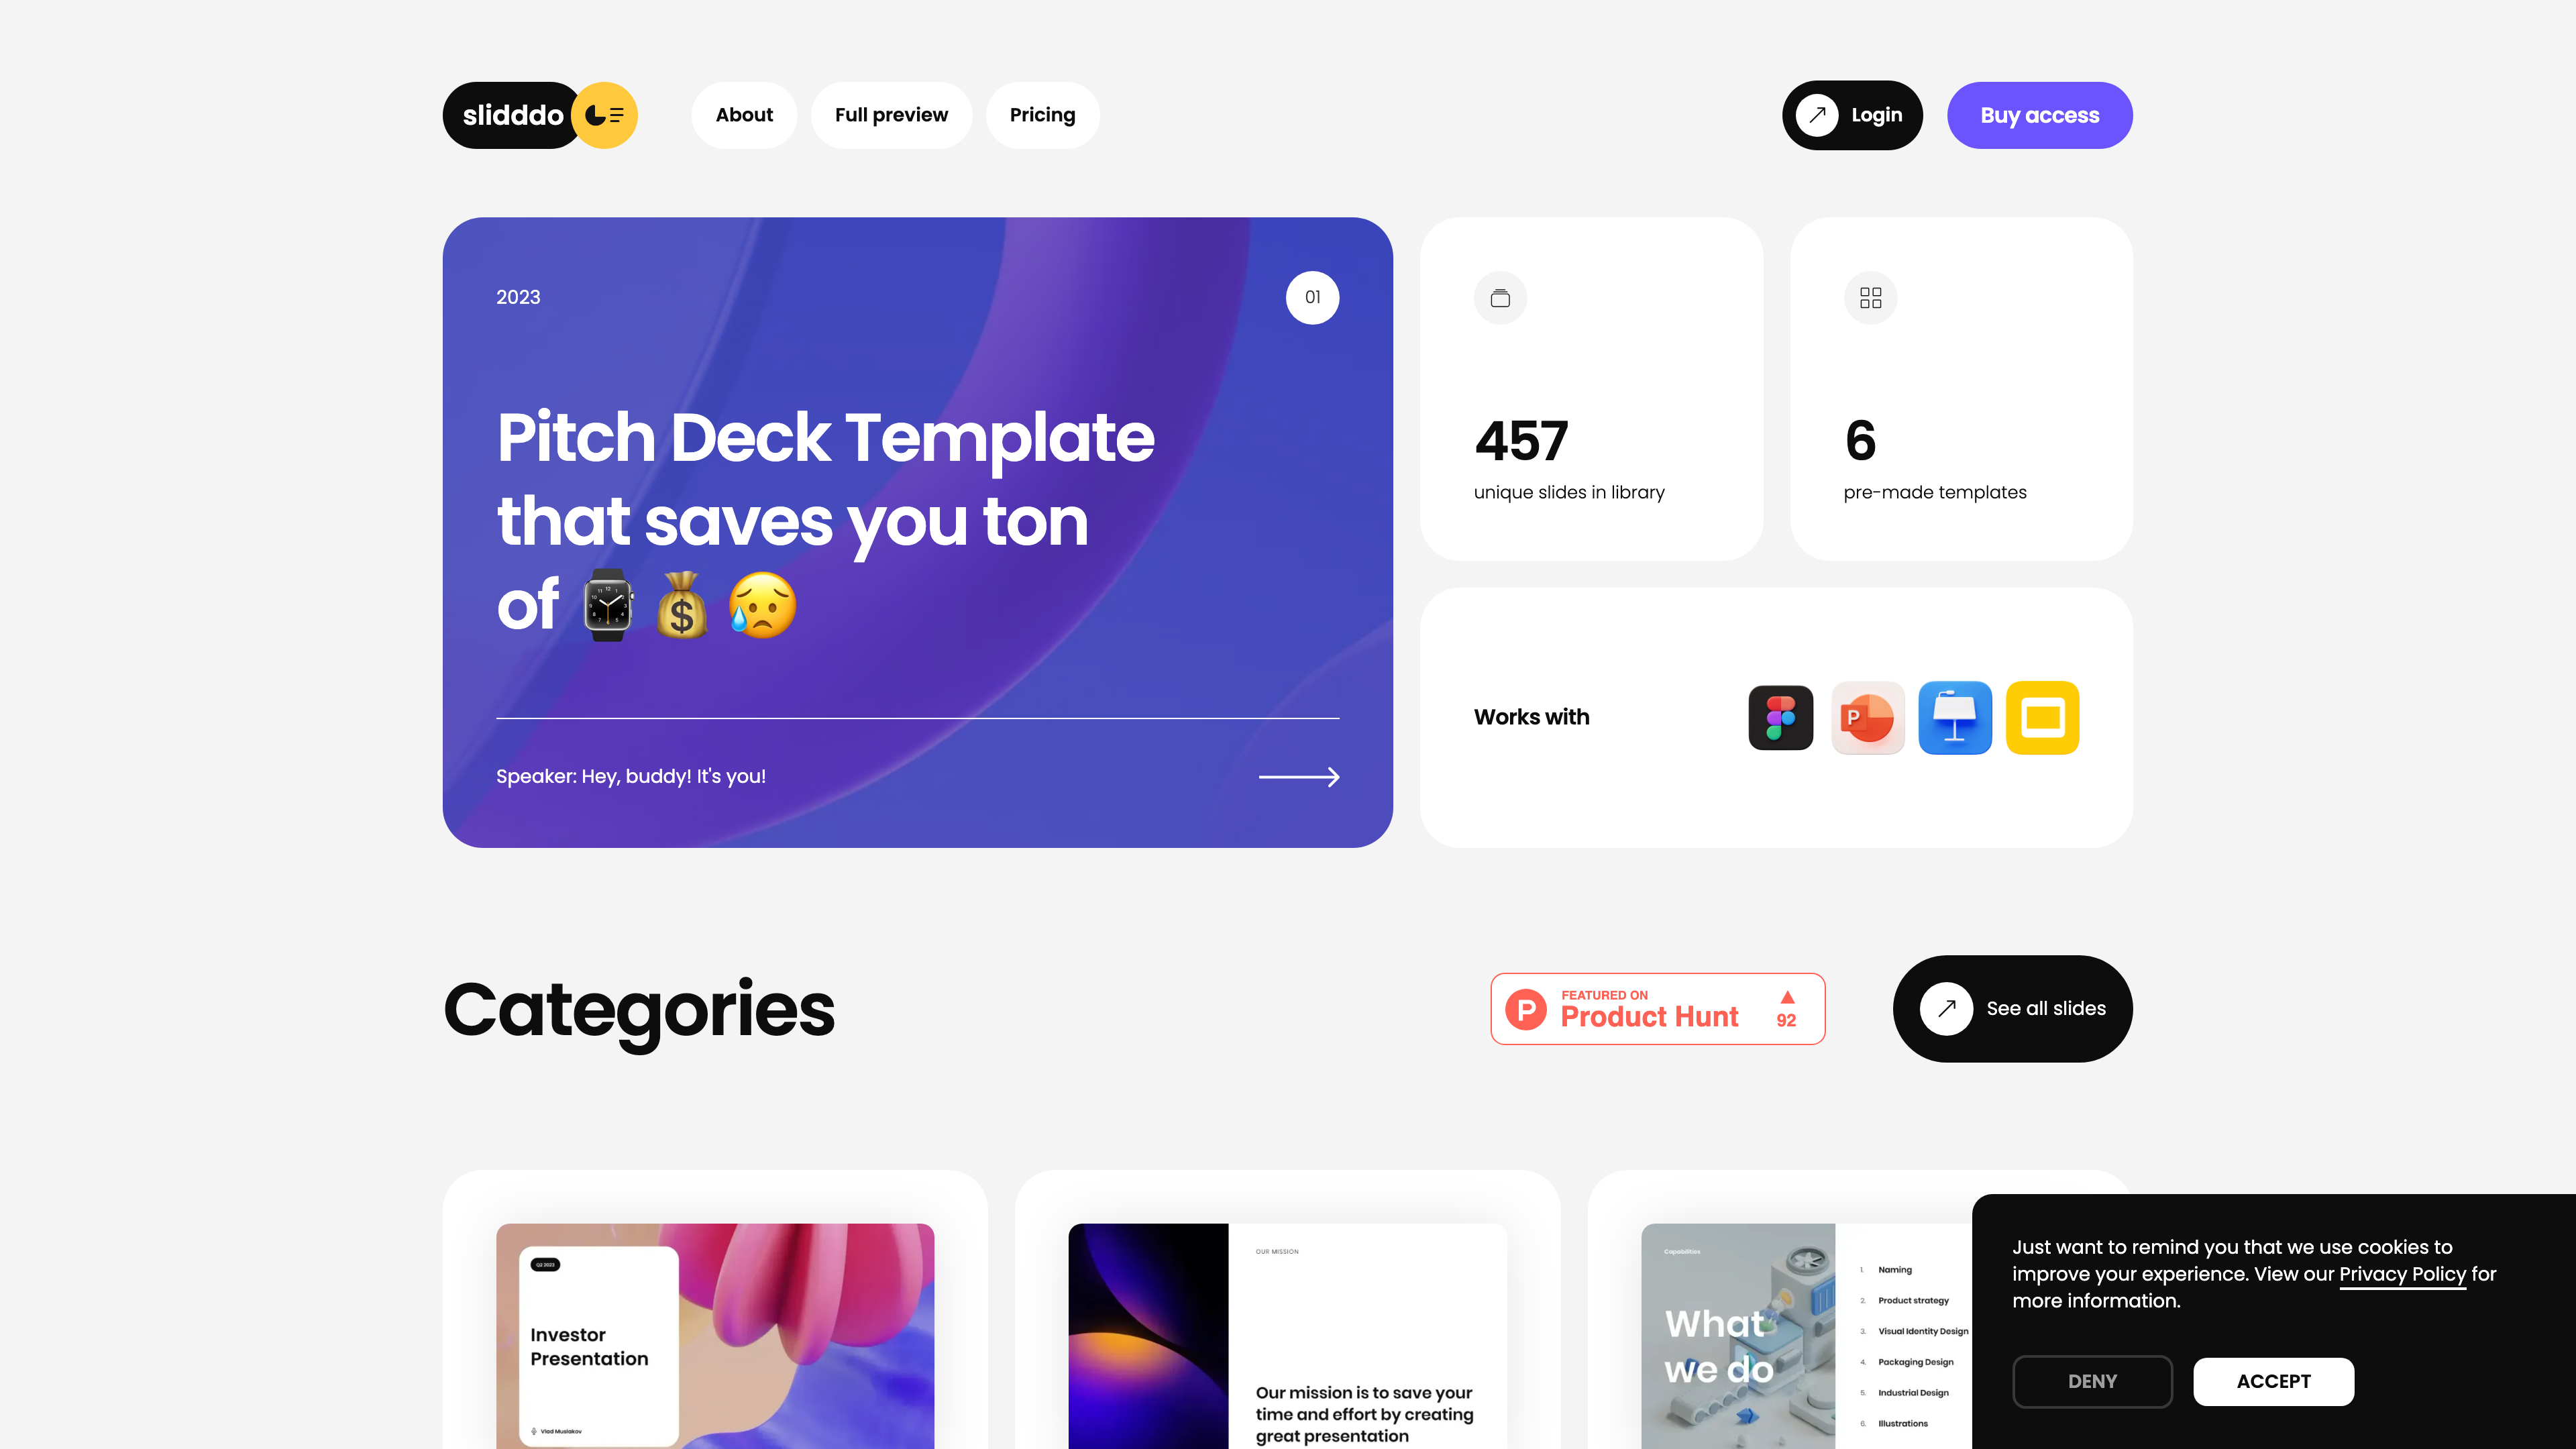 slidddo
About
Full preview
Pricing
Login
Buy access
2023
01
Pitch Deck Template
that saves you ton
of
Speaker: Hey, buddy! It's you!
457
unique slides in library
6
pre-made templates
Works with
P
Categories
P
FEATURED ON
Product Hunt
92
See all slides
Q2 2023
Investor
Presentation
Vlad Muslakov
OUR MISSION
Our mission is to save your
time and effort by creating
great presentation
Capabilities
What
we do
1. Naming
2. Product strategy
3. Visual Identity Design
4. Packaging Design
5. Industrial Design
6. Illustrations
Just want to remind you that we use cookies to
improve your experience. View our Privacy Policy for
more information.
DENY
ACCEPT